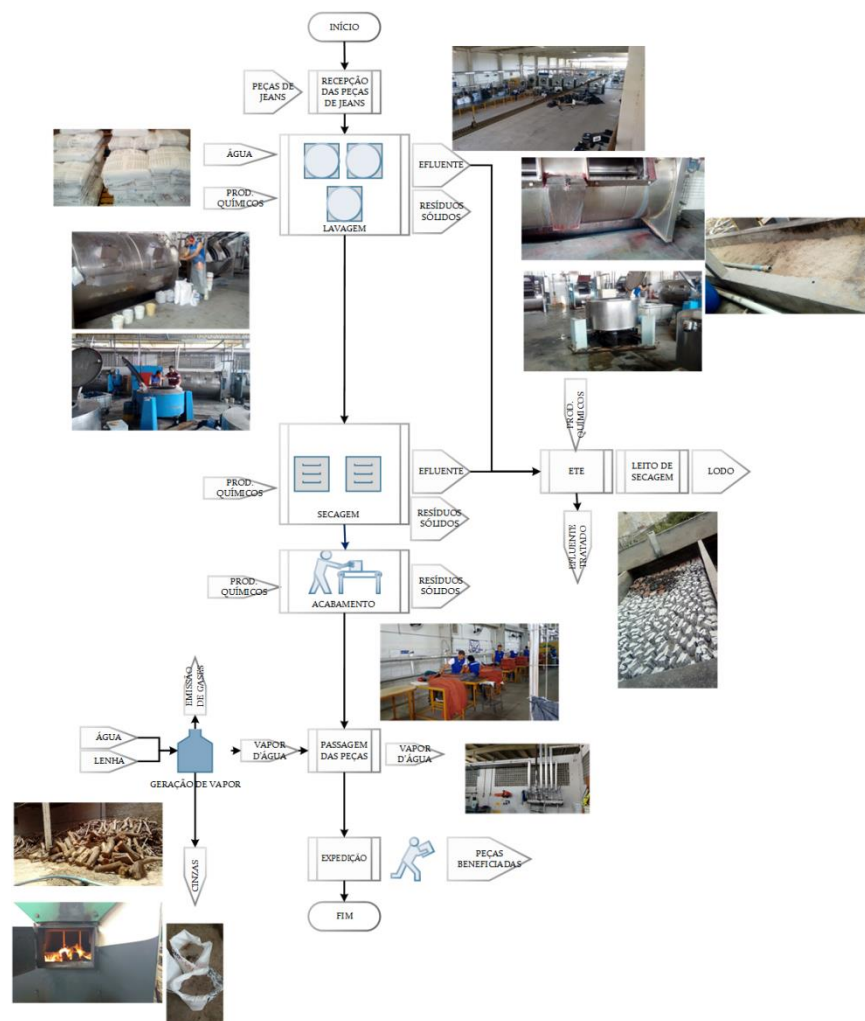 INÍCIO
PEÇAS DE
JEANS
RECEPÇÃO
DAS PEÇAS
DE JEANS
ÁGUA
EFLUENTE
PROD.
QUÍMICOS
RESÍDUOS
SÓLIDOS
LAVAGEM
PROD.
QUÍMICOS
PROD.
QUÍMICOS
EFLUENTE
ETE
LEITO DE
SECAGEM
LODO
RESÍDUOS
SÓLIDOS
SECAGEM
EFLUENTE
TRATADO
PROD.
QUÍMICOS
RESÍDUOS
SÓLIDOS
ACABAMENTO
EMISSÃO
DE GASES
ÁGUA
LENHA
GERAÇÃO DE VAPOR
VAPOR
D'ÁGUA
PASSAGEM
DAS PEÇAS
VAPOR
D'ÁGUA
CINZAS
EXPEDIÇÃO
PEÇAS
BENEFICIADAS
FIM